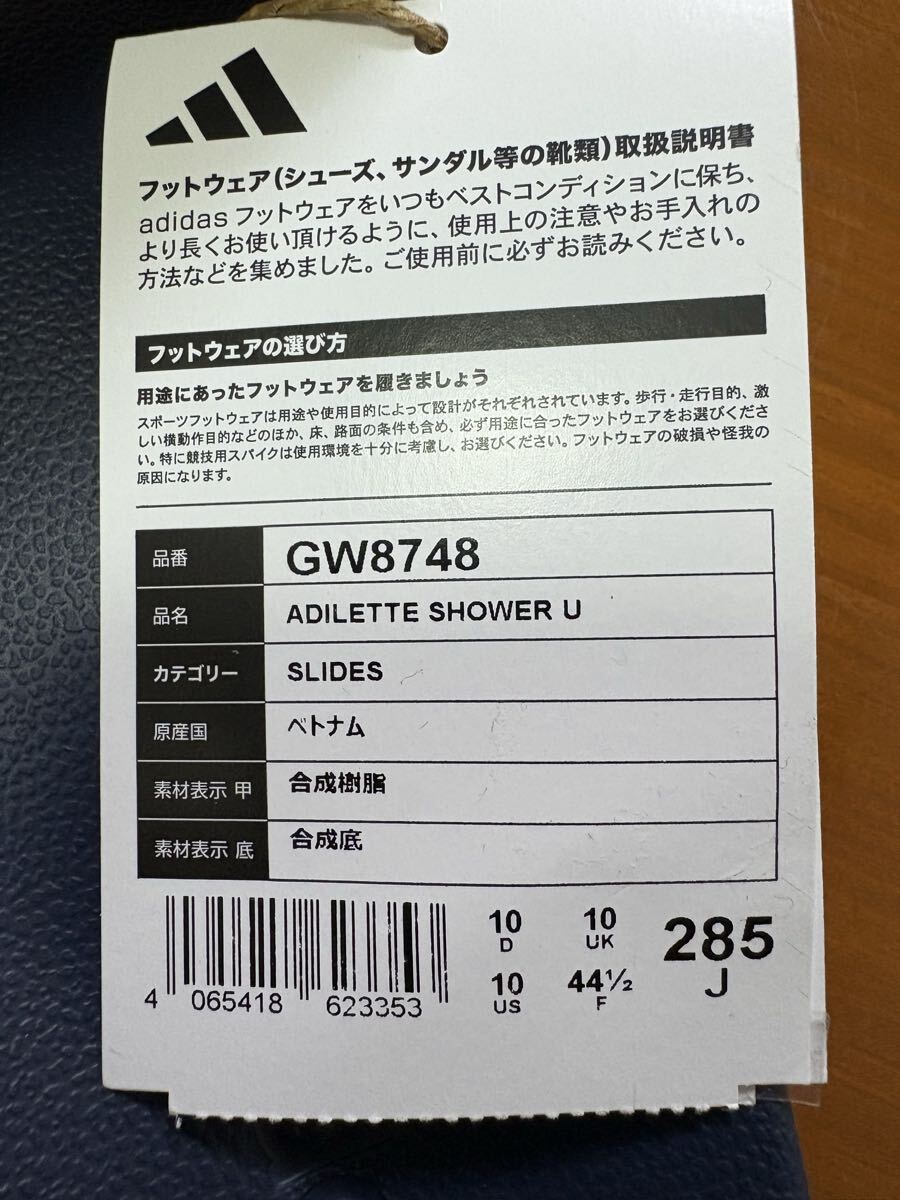 フットウェア(シューズ、サンダル等の靴類)取扱説明書
adidas フットウェアをいつもベストコンディションに保ち、
より長くお使い頂けるように、使用上の注意やお手入れの
方法などを集めました。ご使用前に必ずお読みください。
フットウェアの選び方
用途にあったフットウェアを履きましょう
スポーツフットウェアは用途や使用目的によって設計がそれぞれされています。歩行・走行目的、激
しい横動作目的などのほか、床、路面の条件も含め、必ず用途に合ったフットウェアをお選びくださ
い。特に競技用スパイクは使用環境を十分に考慮し、お選びください。フットウェアの破損や怪我の
原因になります。
品番 GW8748
品名 ADILETTE SHOWER U
カテゴリー SLIDES
原産国 ベトナム
素材表示 甲 合成樹脂
素材表示 底 合成底
10 10 285
D UK J
10 44½
US F
4 065418 623353